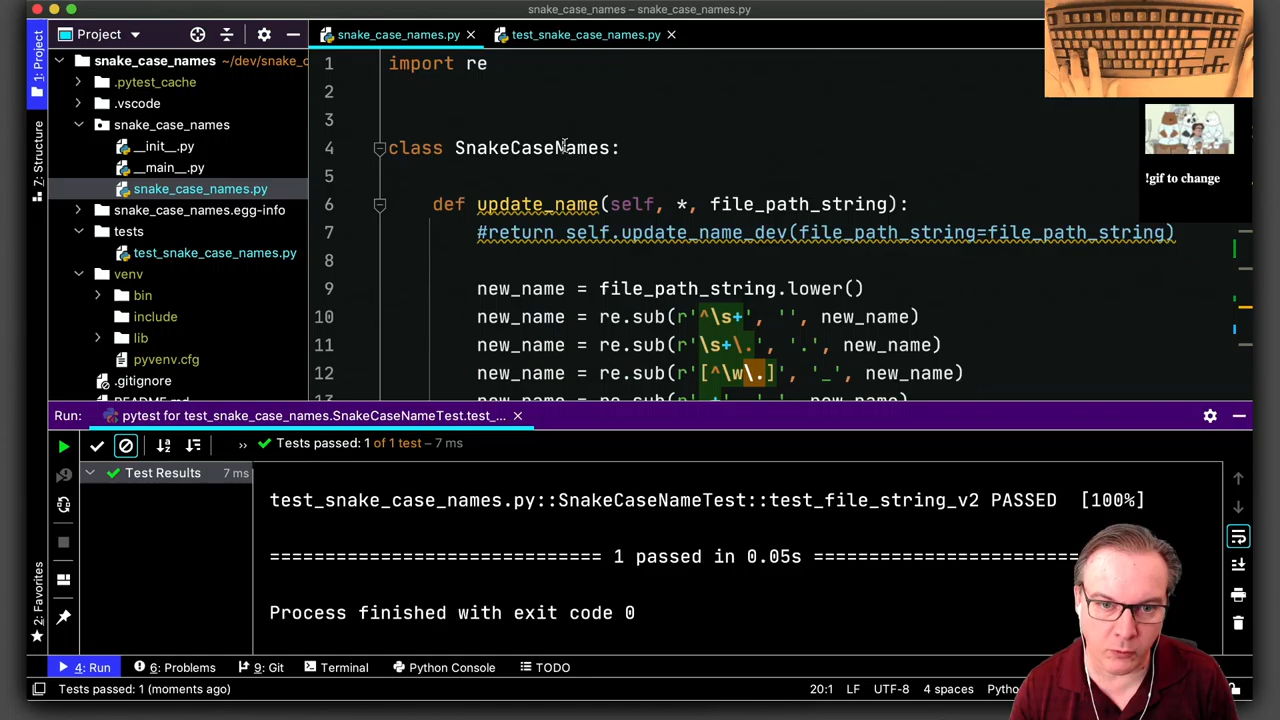 snake_case_names – snake_case_names.py
Project
snake_case_names.py
test_snake_case_names.py
1: Project
7: Structure
2: Favorites
snake_case_names ~/dev/snake_c
.pytest_cache
.vscode
snake_case_names
__init__.py
__main__.py
snake_case_names.py
snake_case_names.egg-info
tests
test_snake_case_names.py
venv
bin
include
lib
pyvenv.cfg
.gitignore
README.md
1 import re
2
3
4 class SnakeCaseNames:
5
6 def update_name(self, *, file_path_string):
7 #return self.update_name_dev(file_path_string=file_path_string)
8
9 new_name = file_path_string.lower()
10 new_name = re.sub(r'^\s+', '', new_name)
11 new_name = re.sub(r'\s+\.', '.', new_name)
12 new_name = re.sub(r'[^\w\.]', '_', new_name)
!gif to change
Run: pytest for test_snake_case_names.SnakeCaseNameTest.test_...
Tests passed: 1 of 1 test – 7 ms
Test Results 7 ms
test_snake_case_names.py::SnakeCaseNameTest::test_file_string_v2 PASSED [100%]
============================ 1 passed in 0.05s ========================
Process finished with exit code 0
4: Run
6: Problems
9: Git
Terminal
Python Console
TODO
Tests passed: 1 (moments ago)
20:1 LF UTF-8 4 spaces